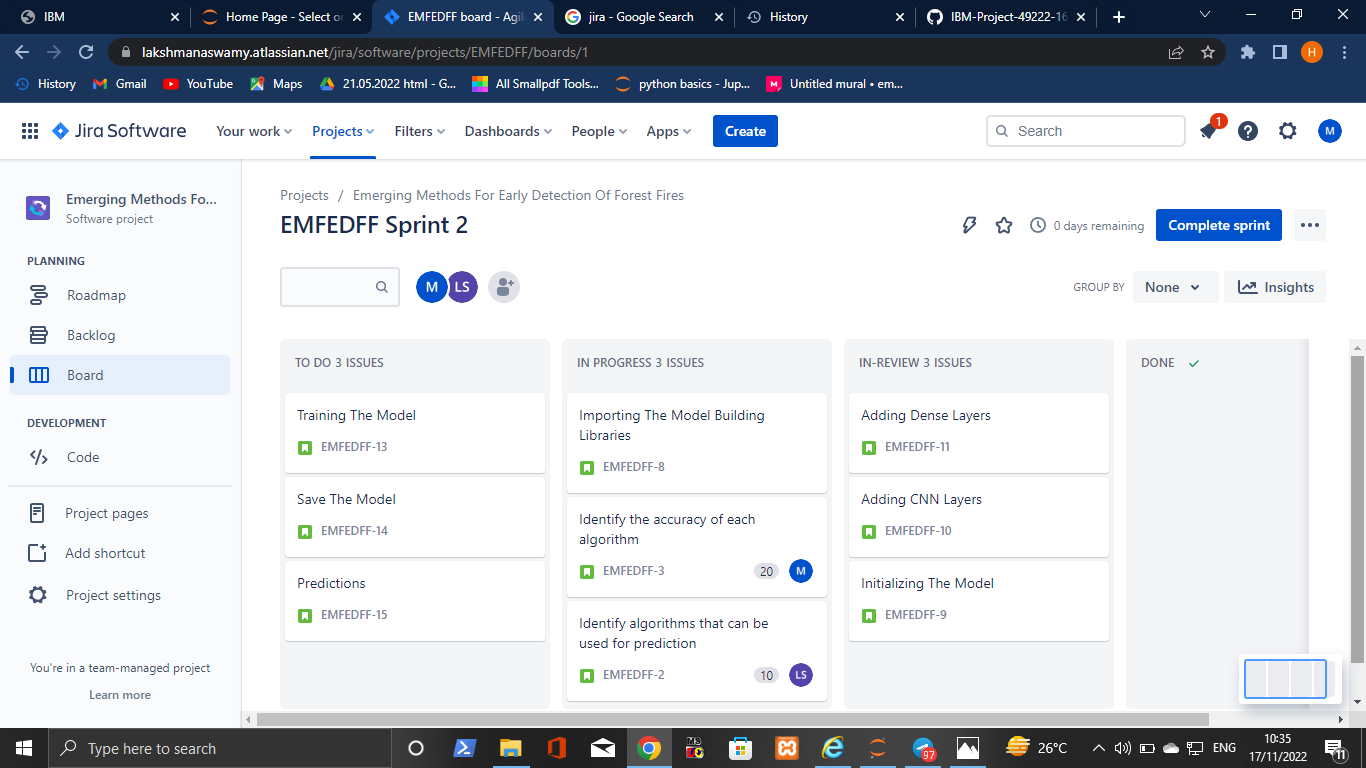 IBM
Home Page - Select or
EMFEDFF board - Agil
jira - Google Search
History
IBM-Project-49222-16
lakshmanaswamy.atlassian.net/jira/software/projects/EMFEDFF/boards/1
H
History
Gmail
YouTube
Maps
21.05.2022 html - G...
All Smallpdf Tools...
python basics - Jup...
Untitled mural • em...
Jira Software
Your work
Projects
Filters
Dashboards
People
Apps
Create
Search
1
M
Emerging Methods Fo...
Software project
PLANNING
Roadmap
Backlog
Board
DEVELOPMENT
Code
Project pages
Add shortcut
Project settings
You're in a team-managed project
Learn more
Projects / Emerging Methods For Early Detection Of Forest Fires
EMFEDFF Sprint 2
0 days remaining
Complete sprint
M
LS
GROUP BY
None
Insights
TO DO 3 ISSUES
Training The Model
EMFEDFF-13
Save The Model
EMFEDFF-14
Predictions
EMFEDFF-15
IN PROGRESS 3 ISSUES
Importing The Model Building
Libraries
EMFEDFF-8
Identify the accuracy of each
algorithm
EMFEDFF-3
20
M
Identify algorithms that can be
used for prediction
EMFEDFF-2
10
LS
IN-REVIEW 3 ISSUES
Adding Dense Layers
EMFEDFF-11
Adding CNN Layers
EMFEDFF-10
Initializing The Model
EMFEDFF-9
DONE
Type here to search
97
26°C
ENG
10:35
17/11/2022
11